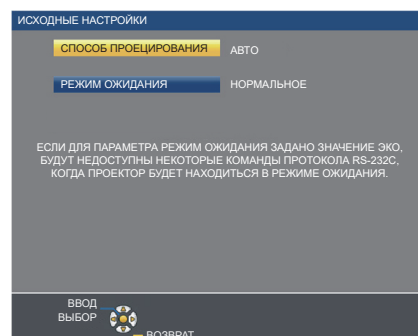 ИСХОДНЫЕ НАСТРОЙКИ
СПОСОБ ПРОЕЦИРОВАНИЯ АВТО
РЕЖИМ ОЖИДАНИЯ НОРМАЛЬНОЕ
ЕСЛИ ДЛЯ ПАРАМЕТРА РЕЖИМ ОЖИДАНИЯ ЗАДАНО ЗНАЧЕНИЕ ЭКО,
БУДУТ НЕДОСТУПНЫ НЕКОТОРЫЕ КОМАНДЫ ПРОТОКОЛА RS-232C,
КОГДА ПРОЕКТОР БУДЕТ НАХОДИТЬСЯ В РЕЖИМЕ ОЖИДАНИЯ.
ВВОД
ВЫБОР
ВОЗВРАТ